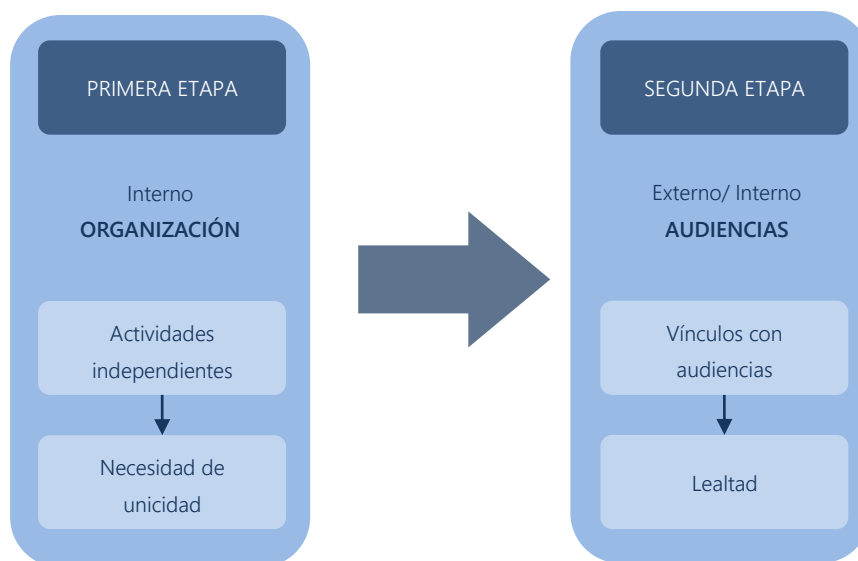 PRIMERA ETAPA
Interno
ORGANIZACIÓN
Actividades
independientes
Necesidad de
unicidad
SEGUNDA ETAPA
Externo/ Interno
AUDIENCIAS
Vínculos con
audiencias
Lealtad